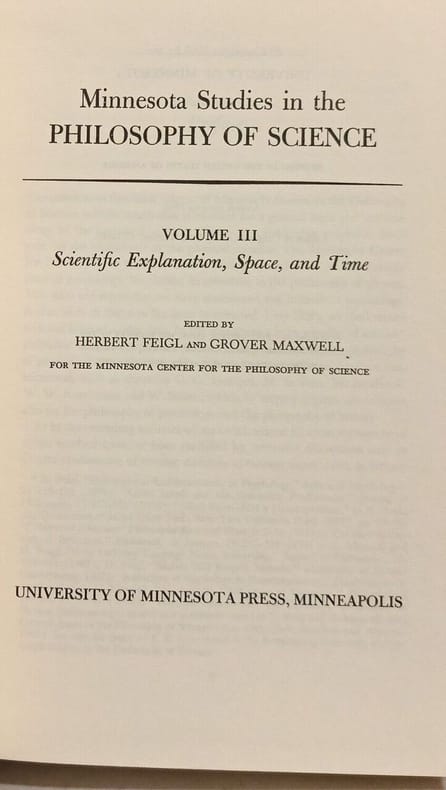 Minnesota Studies in the
PHILOSOPHY OF SCIENCE
VOLUME III
Scientific Explanation, Space, and Time
EDITED BY
HERBERT FEIGL AND GROVER MAXWELL
FOR THE MINNESOTA CENTER FOR THE PHILOSOPHY OF SCIENCE
UNIVERSITY OF MINNESOTA PRESS, MINNEAPOLIS